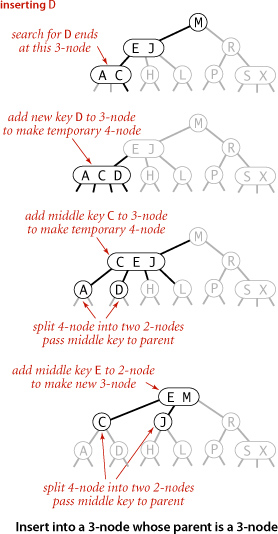 inserting D
M
search for D ends
at this 3-node
E J
R
A C
H
L
P
S X
add new key D to 3-node
to make temporary 4-node
M
E J
R
A C D
H
L
P
S X
add middle key C to 3-node
to make temporary 4-node
M
C E J
R
A
D
H
L
P
S X
split 4-node into two 2-nodes
pass middle key to parent
add middle key E to 2-node
to make new 3-node
E M
C
J
R
A
D
H
L
P
S X
split 4-node into two 2-nodes
pass middle key to parent
Insert into a 3-node whose parent is a 3-node